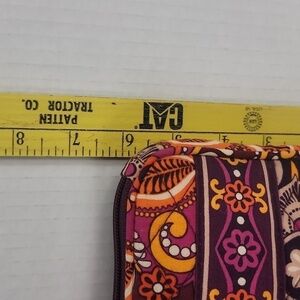 PATTEN
TRACTOR CO.
CAT
8 7 6 5 4 3